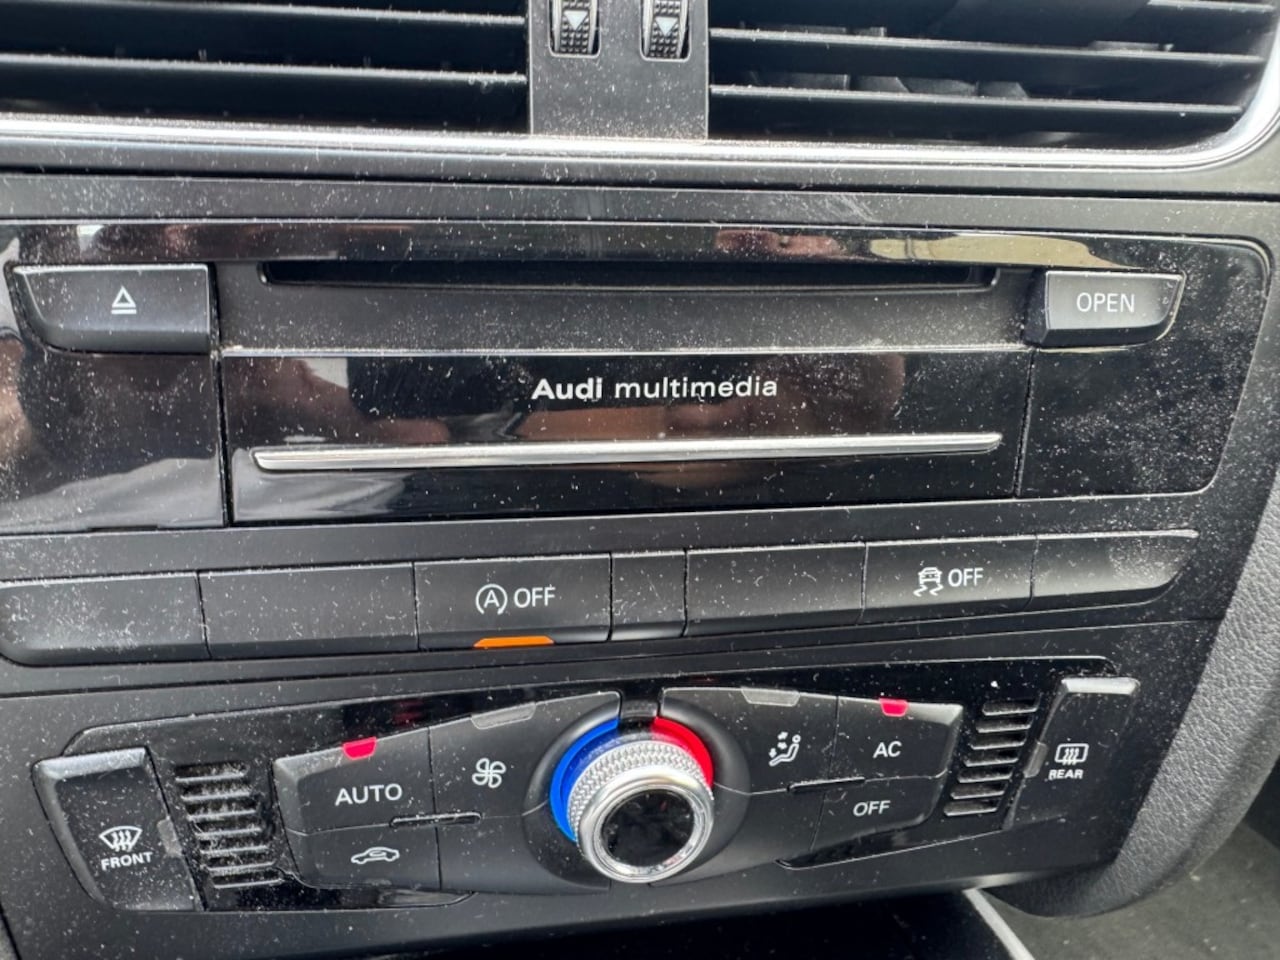 OPEN
Audi multimedia
A OFF
OFF
AUTO
AC
OFF
FRONT
REAR